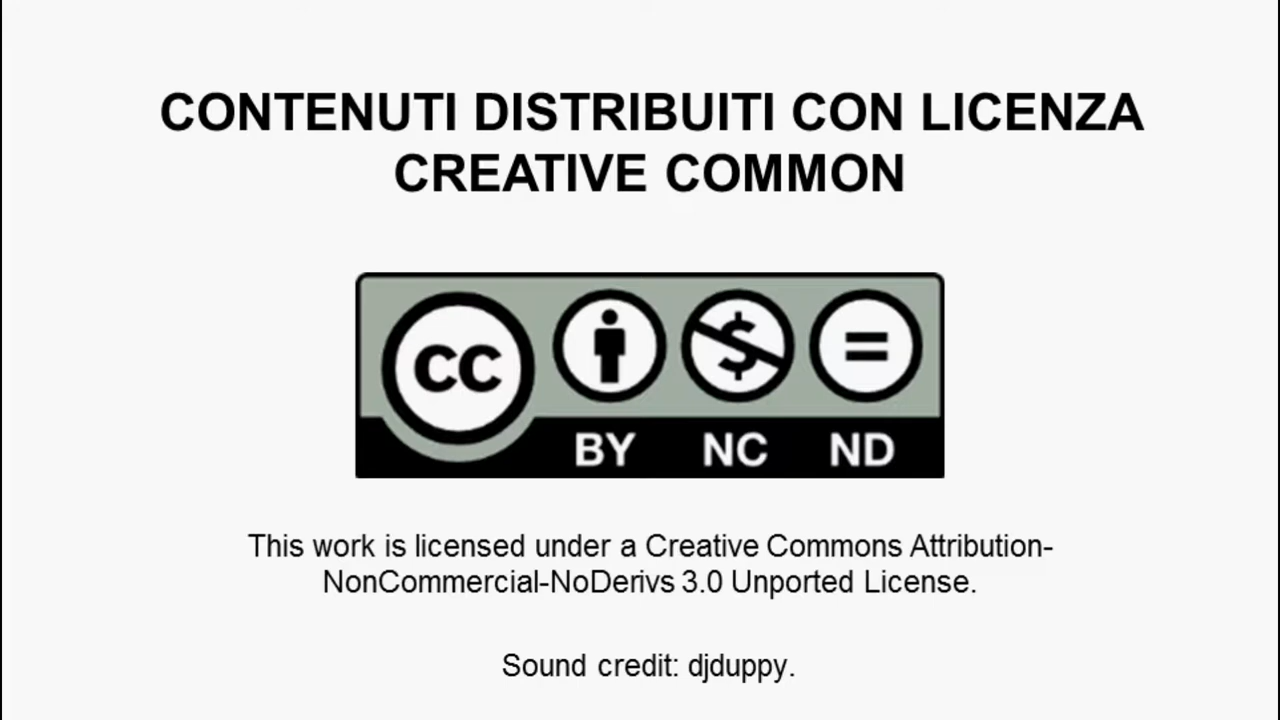 CONTENUTI DISTRIBUITI CON LICENZA
CREATIVE COMMON
CC
BY NC ND
This work is licensed under a Creative Commons Attribution-
NonCommercial-NoDerivs 3.0 Unported License.
Sound credit: djduppy.